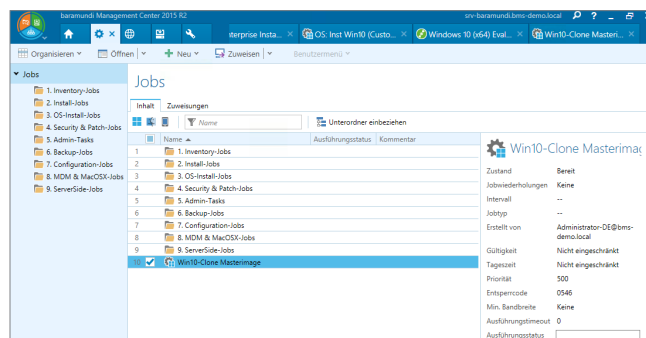 baramundi Management Center 2015 R2
srv-baramundi.bms-demo.local
iterprise Insta...
OS: Inst Win10 (Custo...
Windows 10 (x64) Eval...
Win10-Clone Masteri...
Organisieren
Öffnen
Neu
Zuweisen
Benutzermenü
Jobs
1. Inventory-Jobs
2. Install-Jobs
3. OS-Install-Jobs
4. Security & Patch-Jobs
5. Admin-Tasks
6. Backup-Jobs
7. Configuration-Jobs
8. MDM & MacOSX-Jobs
9. ServerSide-Jobs
Jobs
Inhalt Zuweisungen
Name Unterordner einbeziehen
Name Ausführungsstatus Kommentar
1 1. Inventory-Jobs
2 2. Install-Jobs
3 3. OS-Install-Jobs
4 4. Security & Patch-Jobs
5 5. Admin-Tasks
6 6. Backup-Jobs
7 7. Configuration-Jobs
8 8. MDM & MacOSX-Jobs
9 9. ServerSide-Jobs
10 Win10-Clone Masterimage
Win10-Clone Masterimag
Zustand Bereit
Jobwiederholungen Keine
Intervall --
Jobtyp --
Erstellt von Administrator-DE@bms-
demo.local
Gültigkeit Nicht eingeschränkt
Tageszeit Nicht eingeschränkt
Priorität 500
Entsperrcode 0546
Min. Bandbreite Keine
Ausführungstimeout 0
Ausführungsstatus